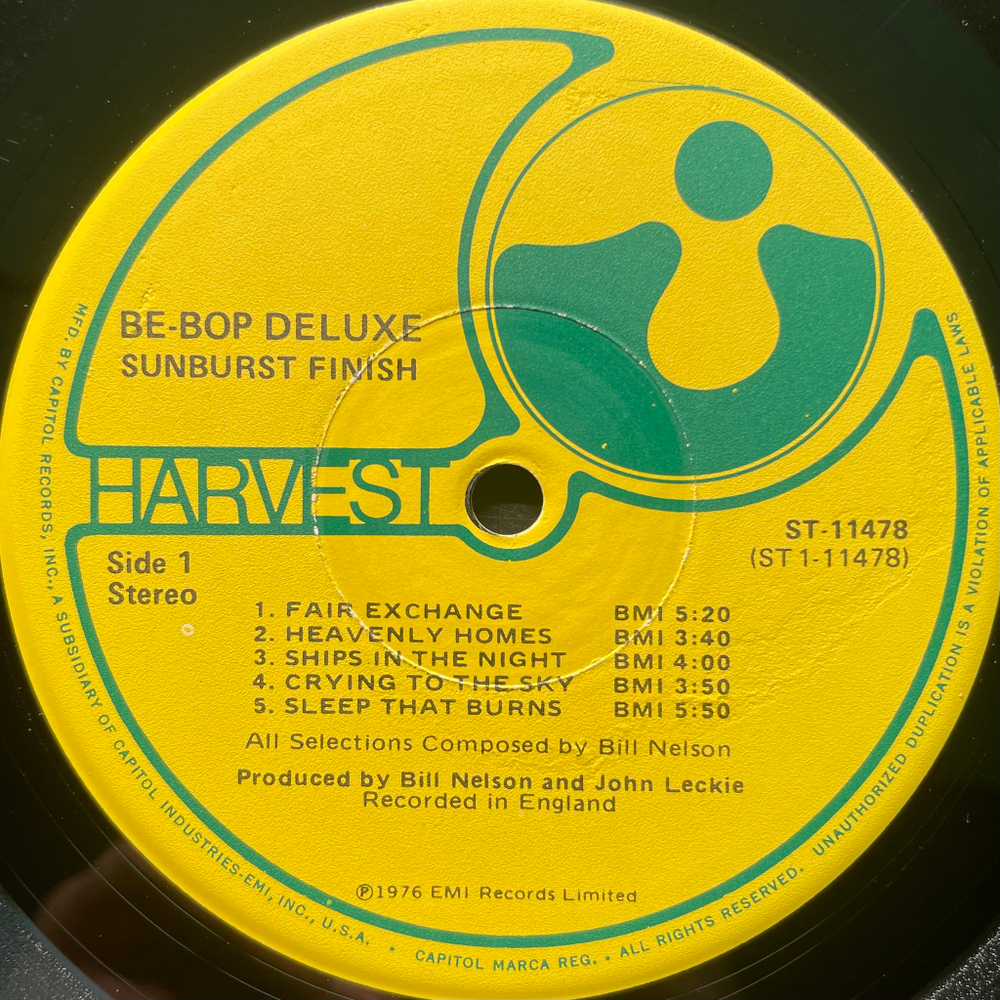 BE-BOP DELUXE
SUNBURST FINISH
HARVEST
ST-11478
(ST 1-11478)
Side 1
Stereo
1. FAIR EXCHANGE BMI 5:20
2. HEAVENLY HOMES BMI 3:40
3. SHIPS IN THE NIGHT BMI 4:00
4. CRYING TO THE SKY BMI 3:50
5. SLEEP THAT BURNS BMI 5:50
All Selections Composed by Bill Nelson
Produced by Bill Nelson and John Leckie
Recorded in England
℗1976 EMI Records Limited
MFD. BY CAPITOL RECORDS, INC., A SUBSIDIARY OF CAPITOL INDUSTRIES-EMI, INC., U.S.A. • CAPITOL MARCA REG. • ALL RIGHTS RESERVED. UNAUTHORIZED DUPLICATION IS A VIOLATION OF APPLICABLE LAWS